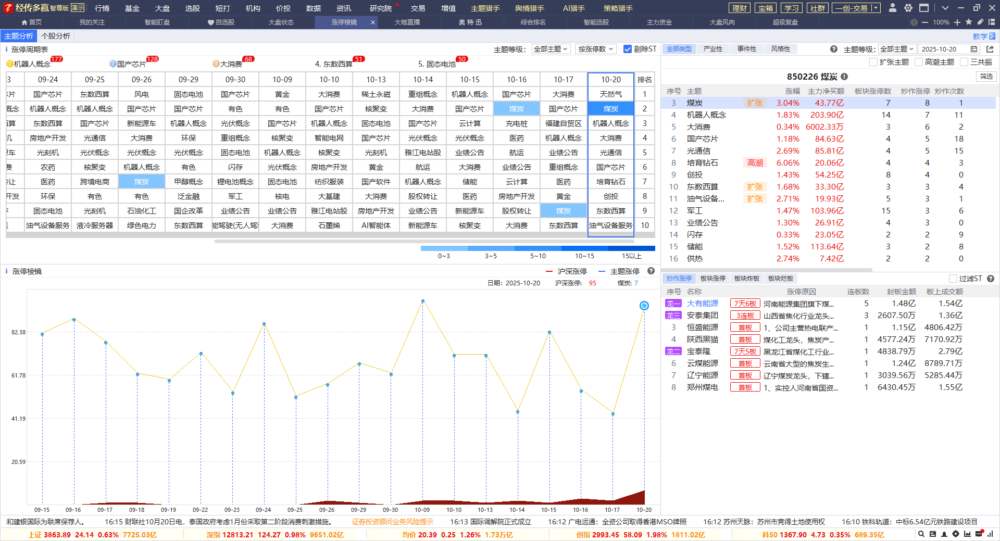 经传多赢 智尊版 演示 行情 基金 大盘 选股 短打 机构 价投 数据 资讯 研究院 交易 增值 主题猎手 舆情猎手 AI猎手 策略猎手 理财 宝箱 学习 社群 一创-交易
首页 我的关注 智能盯盘 自选股 大盘状态 涨停棱镜 × 大咖直播 奥特迅 综合排名 智能选股 主力资金 大盘风向 超级复盘 100%
主题分析 个股分析 教学
涨停周期表 主题等级: 全部主题 按涨停数 剔除ST
1 机器人概念 177 2 国产芯片 128 3 大消费 68 4. 东数西算 51 5. 固态电池 50
3 09-24 09-25 09-26 09-29 09-30 10-09 10-10 10-13 10-14 10-15 10-16 10-17 10-20 排名
片 国产芯片 东数西算 风电 固态电池 国产芯片 黄金 大消费 稀土永磁 重组概念 机器人概念 国产芯片 大消费 天然气 1
概念 机器人概念 机器人概念 国产芯片 国产芯片 有色 有色 国产芯片 核聚变 大消费 国产芯片 煤炭 国产芯片 煤炭 2
算 东数西算 国产芯片 新能源车 机器人概念 光伏概念 国产芯片 机器人概念 固态电池 国产芯片 云计算 充电桩 福建自贸区 机器人概念 3
机 房地产开发 光通信 大消费 环保 重组概念 核聚变 智能电网 国产芯片 光伏概念 光伏概念 医药 机器人概念 大消费 4
车 光刻机 光伏概念 光伏概念 光伏概念 固态电池 机器人概念 核聚变 光刻机 雅江电站股 业绩公告 航运 业绩公告 光通信 5
费 农药 核聚变 机器人概念 有色 闪存 光伏概念 房地产开发 黄金 航运 大消费 业绩公告 重组概念 国产芯片 6
让 医药 跨境电商 煤炭 甲醇概念 锂电池概念 固态电池 纺织服装 国产软件 机器人概念 储能 云计算 医药 培育钻石 7
开发 环保 有色 有色 泛金融 军工 核电 大基建 大消费 股权转让 医药 房地产开发 黄金 创投 8
固态电池 光刻机 石油化工 国企改革 业绩公告 业绩公告 雅江电站股 房地产开发 业绩公告 新能源车 股权转让 煤炭 东数西算 9
油气设备服务 液冷服务器 绿色电力 东数西算 能驾驶(无人驾 大消费 石墨烯 AI智能体 新能源车 核聚变 大消费 东数西算 油气设备服务 10
0~3 3~5 5~10 10~15 15以上
涨停棱镜 沪深涨停 主题涨停
日期: 2025-10-20 沪深涨停: 95 煤炭: 7
82.38
61.78
41.19
20.59
09-15 09-16 09-17 09-18 09-19 09-22 09-23 09-24 09-25 09-26 09-29 09-30 10-09 10-10 10-13 10-14 10-15 10-16 10-17 10-20
全部类型 产业性 事件性 风格性 主题等级: 全部主题 2025-10-20
扩张主题 高潮主题 三共振
850226 煤炭 筛选
序号 主题 涨幅 主力净买额 板块涨停数 炒作涨停 炒作次数
3 煤炭 扩张 3.04% 43.77亿 7 8 1
4 机器人概念 1.83% 203.90亿 14 7 11
5 大消费 0.34% 6002.33万 3 6 2
6 国产芯片 1.18% 84.63亿 4 5 18
7 光通信 2.69% 85.81亿 4 5 15
8 培育钻石 高潮 6.06% 20.06亿 4 4 3
9 创投 1.43% 54.25亿 8 4 0
10 东数西算 扩张 1.68% 33.30亿 3 3 4
11 油气设备... 扩张 2.71% 19.93亿 5 3 1
12 军工 1.47% 103.96亿 15 3 6
13 业绩公告 1.30% 26.91亿 4 3 0
14 闪存 0.33% 23.05亿 2 2 9
15 储能 1.52% 113.64亿 3 2 8
16 供热 2.74% 7.42亿 2 2 0
炒作涨停 板块涨停 板块炸板 板块烂板 过滤ST
序号 名称 涨停原因 连板数 封板金额 板上成交额
龙一 大有能源 7天6板 河南能源集团旗下煤... 5 1.48亿 1.54亿
龙三 安泰集团 3连板 山西省焦化行业龙头... 3 2607.50万 1.36亿
3 恒盛能源 首板 1、公司主营热电联产... 1 1.15亿 4806.42万
4 陕西黑猫 首板 煤化工龙头，焦炭产... 1 4577.24万 7170.92万
龙二 宝泰隆 7天5板 黑龙江省煤化工行业... 1 4838.79万 2.79亿
6 云煤能源 首板 云南省大型的焦炭生... 1 1.24亿 8789.71万
7 辽宁能源 首板 辽宁煤炭龙头，下辖... 1 3039.56万 5285.44万
8 郑州煤电 首板 1、实控人河南省国资... 1 6430.45万 1.55亿
和建银国际为联席保荐人。 16:15 财联社10月20日电，泰国政府考虑1月份采取第二阶段消费刺激措施。 证券投资顾问业务风险提示 16:13 国际调解院正式成立 16:12 广电运通：全资公司取得香港MSO牌照 16:12 苏州天脉：苏州市竞得土地使用权 16:10 铁科轨道：中标6.54亿元铁路建设项目
上证 3863.89 24.14 0.63% 7725.03亿 深指 12813.21 124.27 0.98% 9651.02亿 均价 20.39 0.25 1.26% 1.73万亿 创指 2993.45 58.09 1.98% 1811.02亿 科50 1367.90 4.73 0.35% 689.35亿